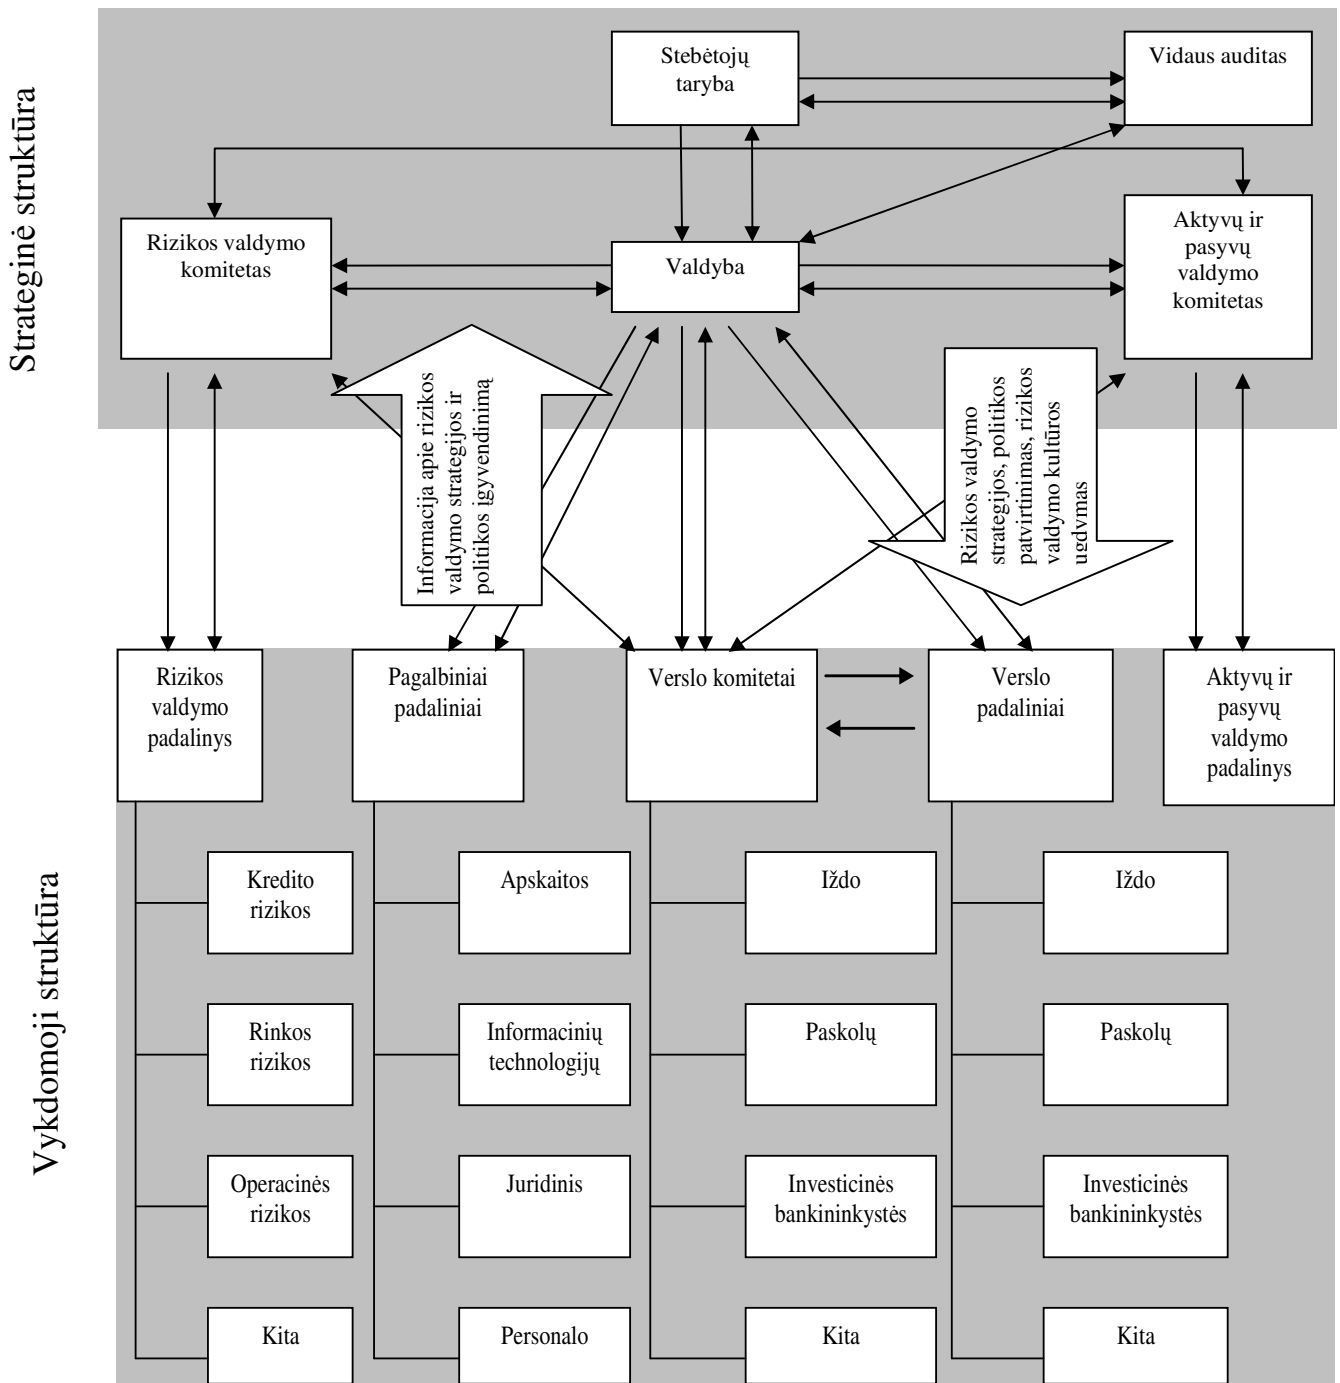 Strateginė struktūra
Stebėtojų
taryba
Vidaus auditas
Rizikos valdymo
komitetas
Valdyba
Aktyvų ir
pasyvų
valdymo
komitetas
Informacija apie rizikos
valdymo strategijos ir
politikos įgyvendinimą
Rizikos valdymo
strategijos, politikos
patvirtinimas, rizikos
valdymo kultūros
ugdymas
Vykdomoji struktūra
Rizikos
valdymo
padalinys
Pagalbiniai
padaliniai
Verslo komitetai
Verslo
padaliniai
Aktyvų ir
pasyvų
valdymo
padalinys
Kredito
rizikos
Apskaitos
Iždo
Iždo
Rinkos
rizikos
Informacinių
technologijų
Paskolų
Paskolų
Operacinės
rizikos
Juridinis
Investicinės
bankininkystės
Investicinės
bankininkystės
Kita
Personalo
Kita
Kita